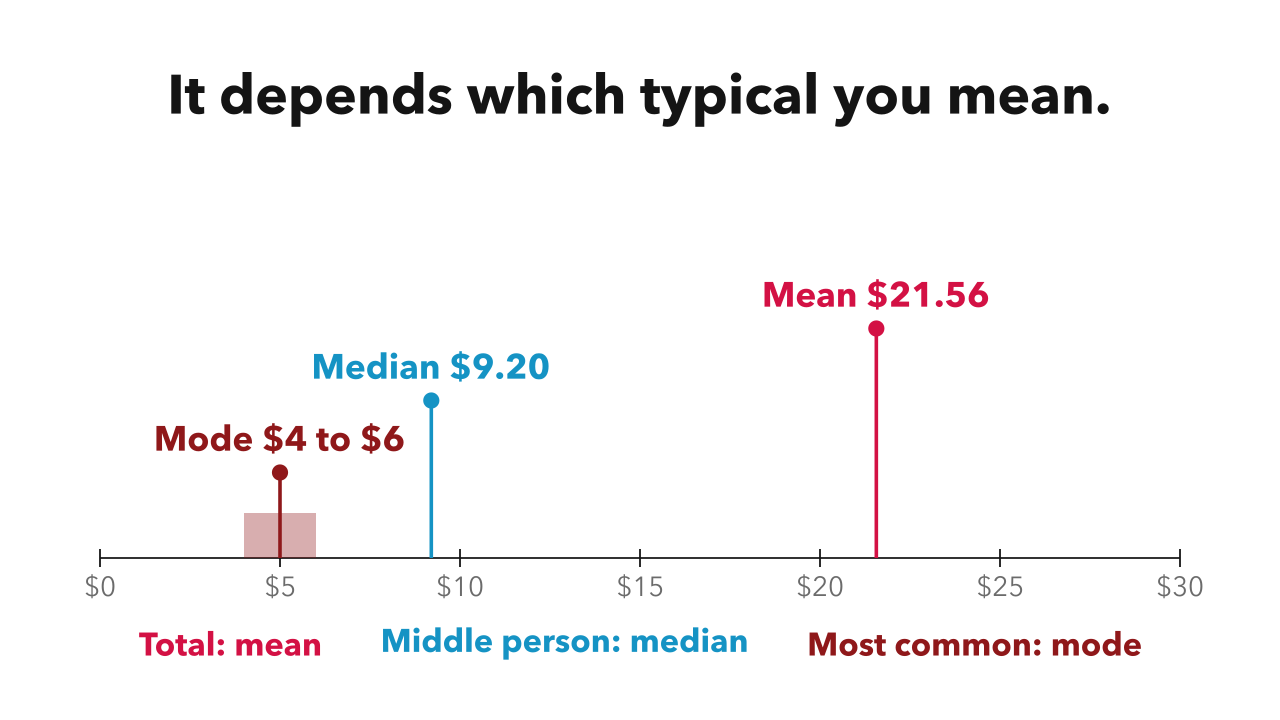 It depends which typical you mean.
Mean $21.56
Median $9.20
Mode $4 to $6
$0 $5 $10 $15 $20 $25 $30
Total: mean Middle person: median Most common: mode